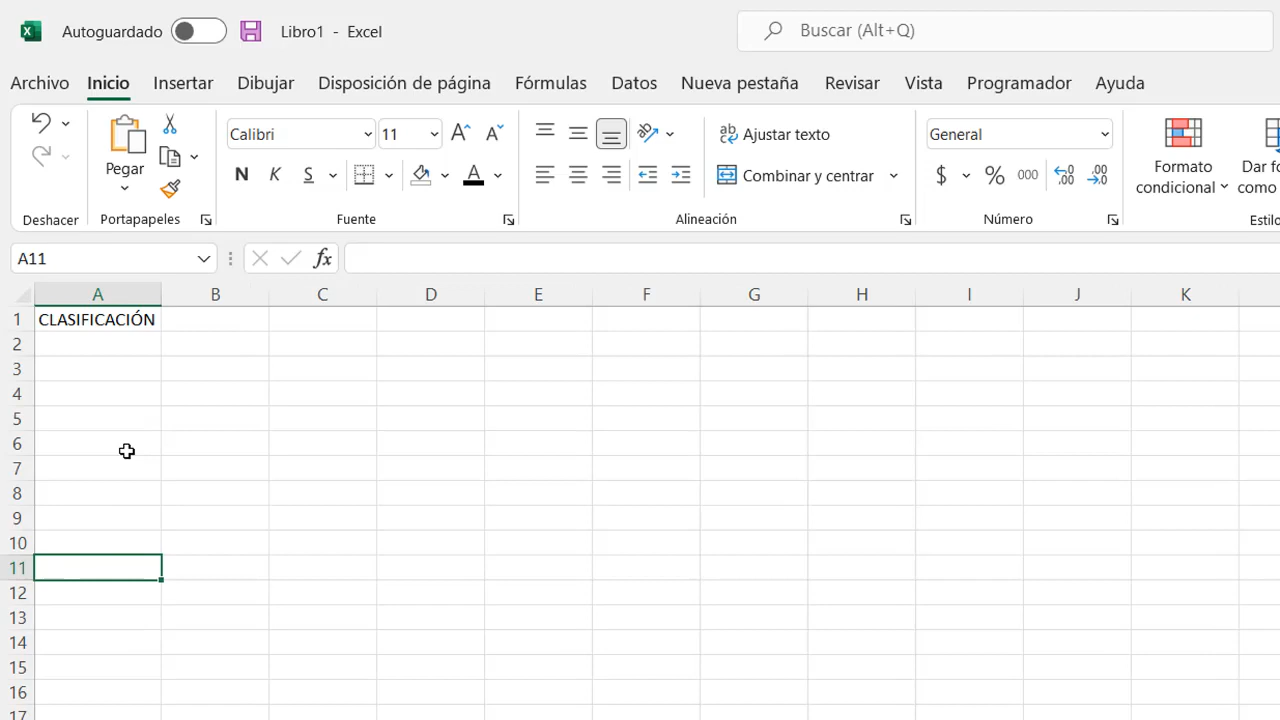 Autoguardado Libro1 - Excel Buscar (Alt+Q)
Archivo Inicio Insertar Dibujar Disposición de página Fórmulas Datos Nueva pestaña Revisar Vista Programador Ayuda
Calibri 11 Ajustar texto General
Pegar N K S Combinar y centrar $ % 000 Formato condicional Dar fo
como
Deshacer Portapapeles Fuente Alineación Número Estilo
A11 fx
A B C D E F G H I J K
1 CLASIFICACIÓN
2
3
4
5
6
7
8
9
10
11
12
13
14
15
16
17